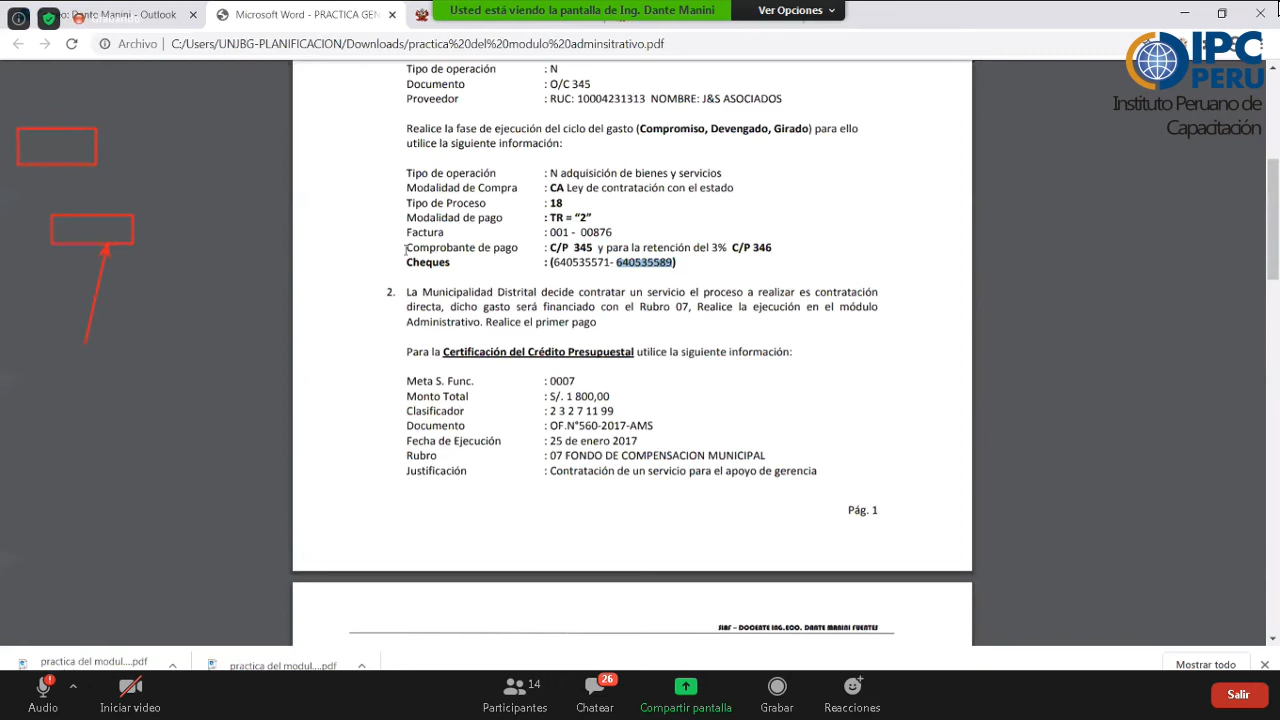 : Dante Manini - Outlook
Microsoft Word - PRACTICA GEN
Usted está viendo la pantalla de Ing. Dante Manini
Ver Opciones
Archivo
C:/Users/UNJBG-PLANIFICACION/Downloads/practica%20del%20modulo%20adminsitrativo.pdf
IPC
PERU
Instituto Peruano de
Capacitación
Tipo de operación : N
Documento : O/C 345
Proveedor : RUC: 10004231313 NOMBRE: J&S ASOCIADOS
Realice la fase de ejecución del ciclo del gasto (Compromiso, Devengado, Girado) para ello
utilice la siguiente información:
Tipo de operación : N adquisición de bienes y servicios
Modalidad de Compra : CA Ley de contratación con el estado
Tipo de Proceso : 18
Modalidad de pago : TR = “2”
Factura : 001 - 00876
Comprobante de pago : C/P 345 y para la retención del 3% C/P 346
Cheques : (640535571- 640535589)
2. La Municipalidad Distrital decide contratar un servicio el proceso a realizar es contratación
directa, dicho gasto será financiado con el Rubro 07, Realice la ejecución en el módulo
Administrativo. Realice el primer pago
Para la Certificación del Crédito Presupuestal utilice la siguiente información:
Meta S. Func. : 0007
Monto Total : S/. 1 800,00
Clasificador : 2 3 2 7 11 99
Documento : OF.N°560-2017-AMS
Fecha de Ejecución : 25 de enero 2017
Rubro : 07 FONDO DE COMPENSACION MUNICIPAL
Justificación : Contratación de un servicio para el apoyo de gerencia
Pág. 1
SIAF – DOCENTE ING.ECO. DANTE MANINI FUENTES
practica del modul....pdf
practica del modul....pdf
Mostrar todo
Audio
Iniciar video
14
Participantes
26
Chatear
Compartir pantalla
Grabar
Reacciones
Salir